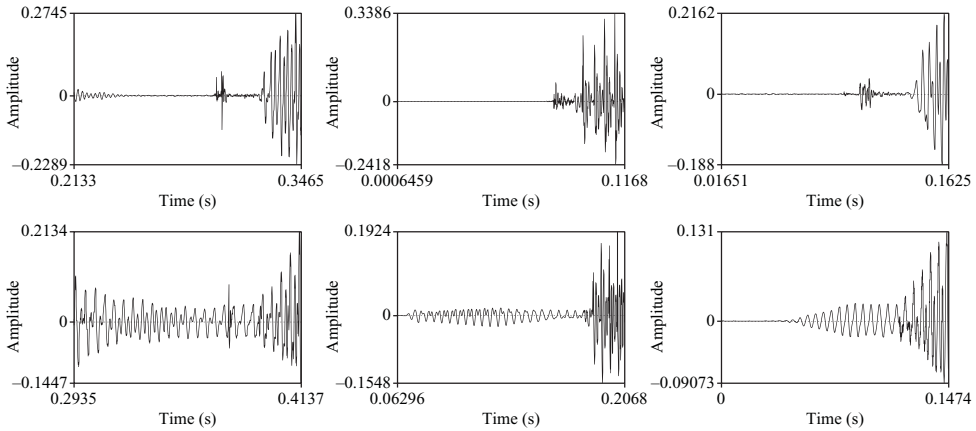 0.2745
0.3386
0.2162
Amplitude
Amplitude
Amplitude
0
0
0
–0.2289
–0.2418
–0.188
0.2133
0.3465
0.0006459
0.1168
0.01651
0.1625
Time (s)
Time (s)
Time (s)
0.2134
0.1924
0.131
Amplitude
Amplitude
Amplitude
0
0
0
–0.1447
–0.1548
–0.09073
0.2935
0.4137
0.06296
0.2068
0
0.1474
Time (s)
Time (s)
Time (s)